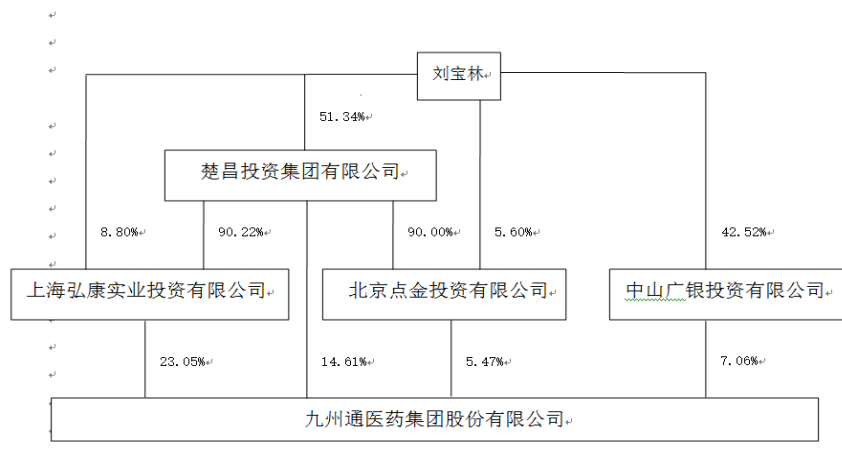 刘宝林
51.34%
楚昌投资集团有限公司
8.80%
90.22%
90.00%
5.60%
42.52%
上海弘康实业投资有限公司
北京点金投资有限公司
中山广银投资有限公司
23.05%
14.61%
5.47%
7.06%
九州通医药集团股份有限公司